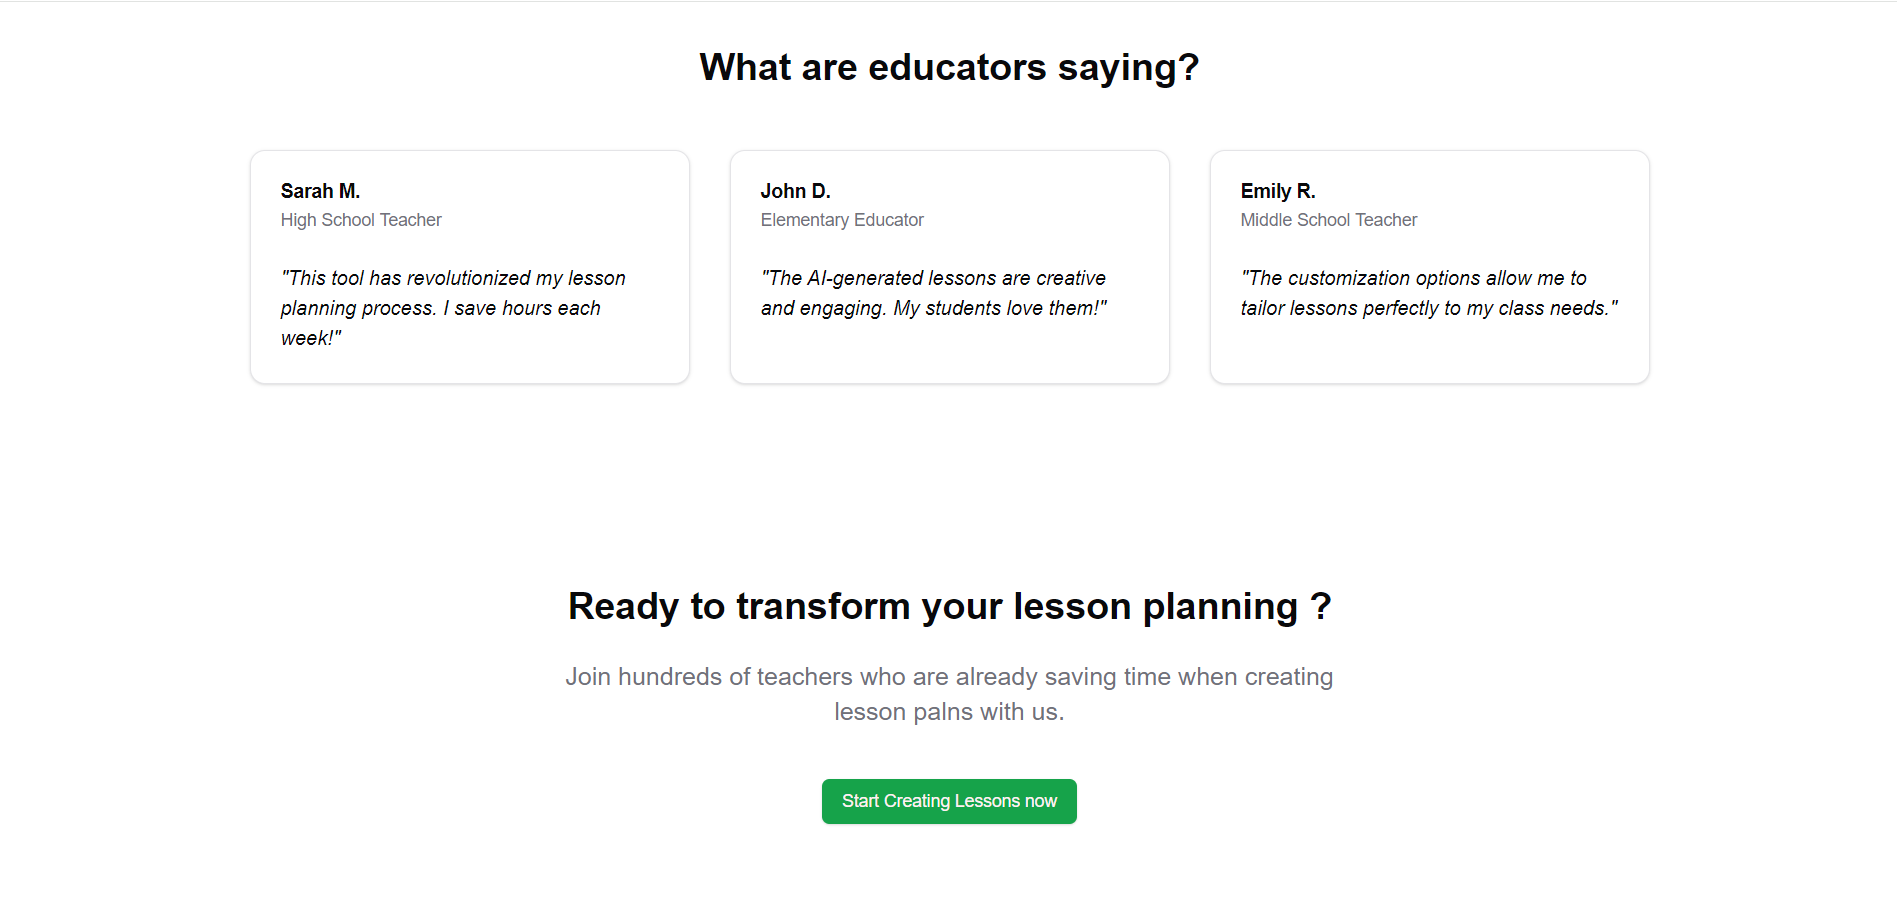 What are educators saying?
Sarah M.
High School Teacher
"This tool has revolutionized my lesson
planning process. I save hours each
week!"
John D.
Elementary Educator
"The AI-generated lessons are creative
and engaging. My students love them!"
Emily R.
Middle School Teacher
"The customization options allow me to
tailor lessons perfectly to my class needs."
Ready to transform your lesson planning ?
Join hundreds of teachers who are already saving time when creating
lesson palns with us.
Start Creating Lessons now